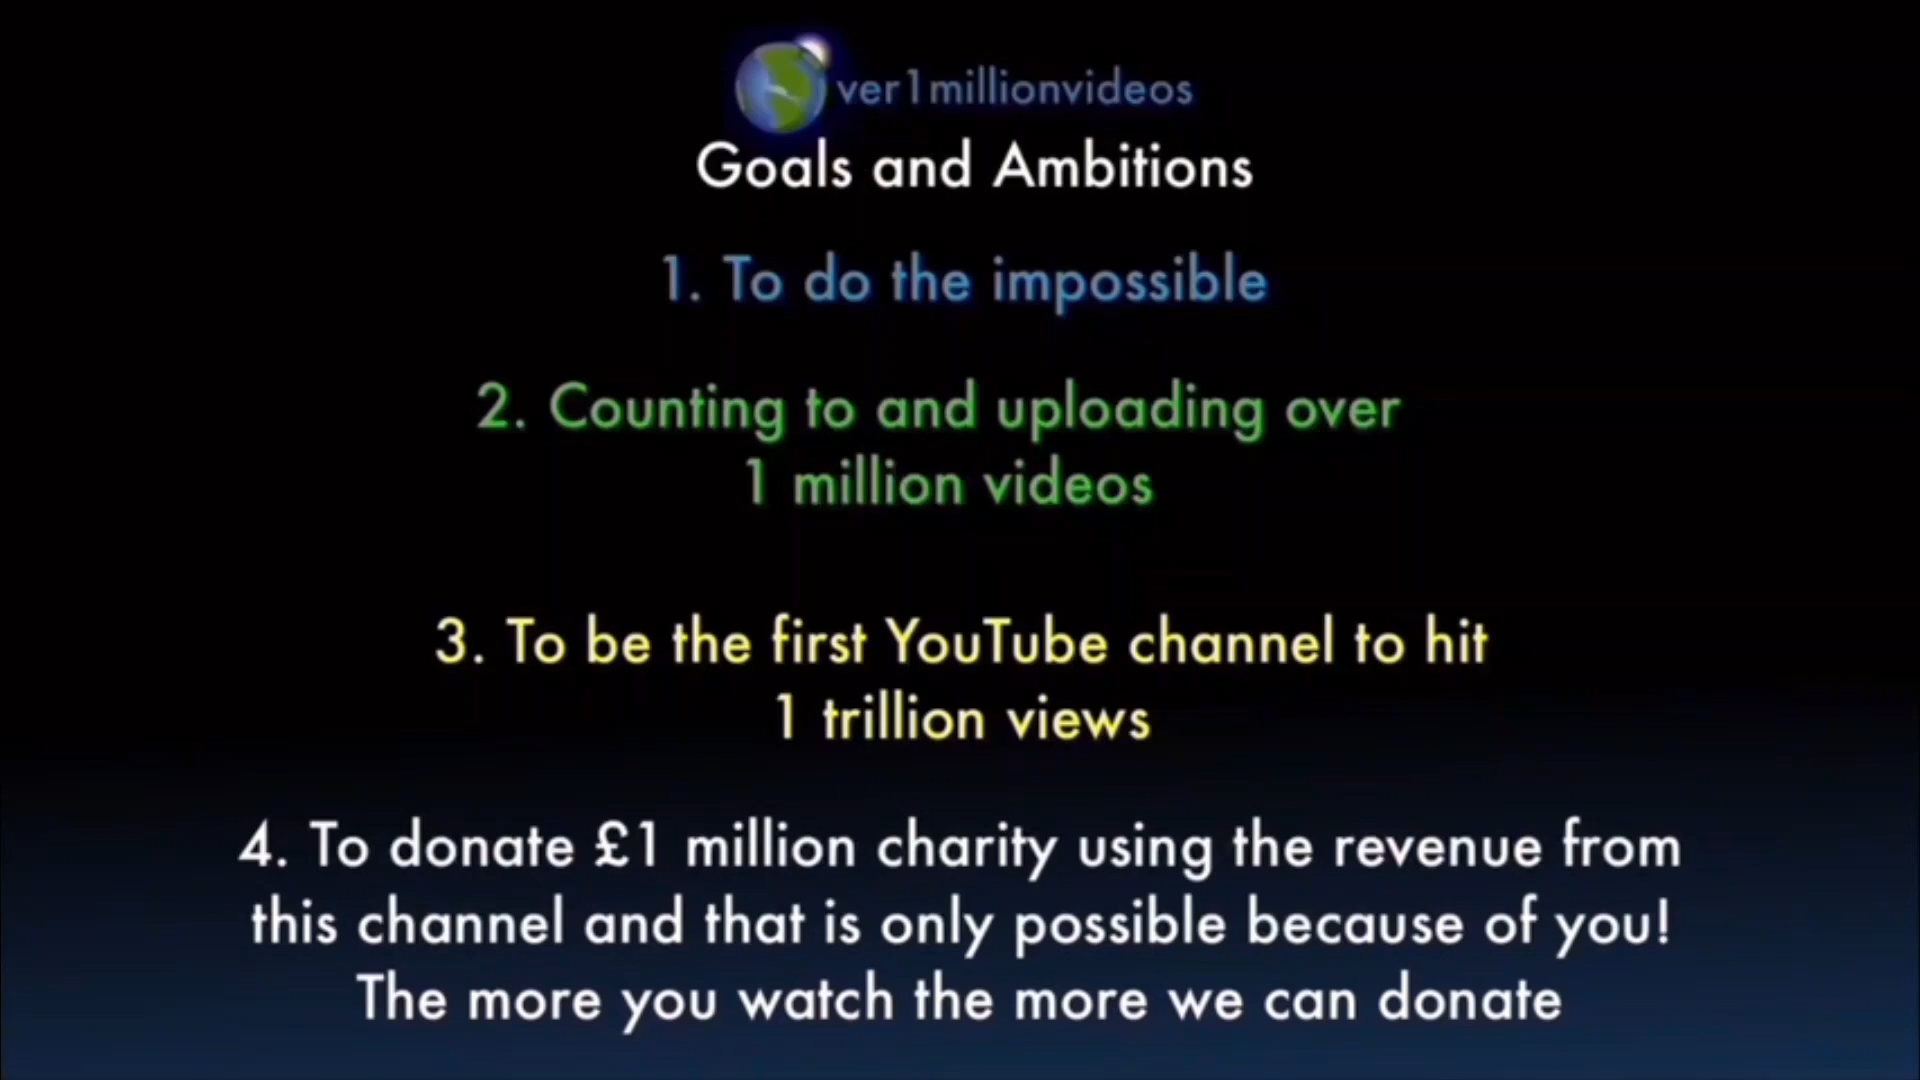 ver1millionvideos
Goals and Ambitions
1. To do the impossible
2. Counting to and uploading over
1 million videos
3. To be the first YouTube channel to hit
1 trillion views
4. To donate £1 million charity using the revenue from
this channel and that is only possible because of you!
The more you watch the more we can donate